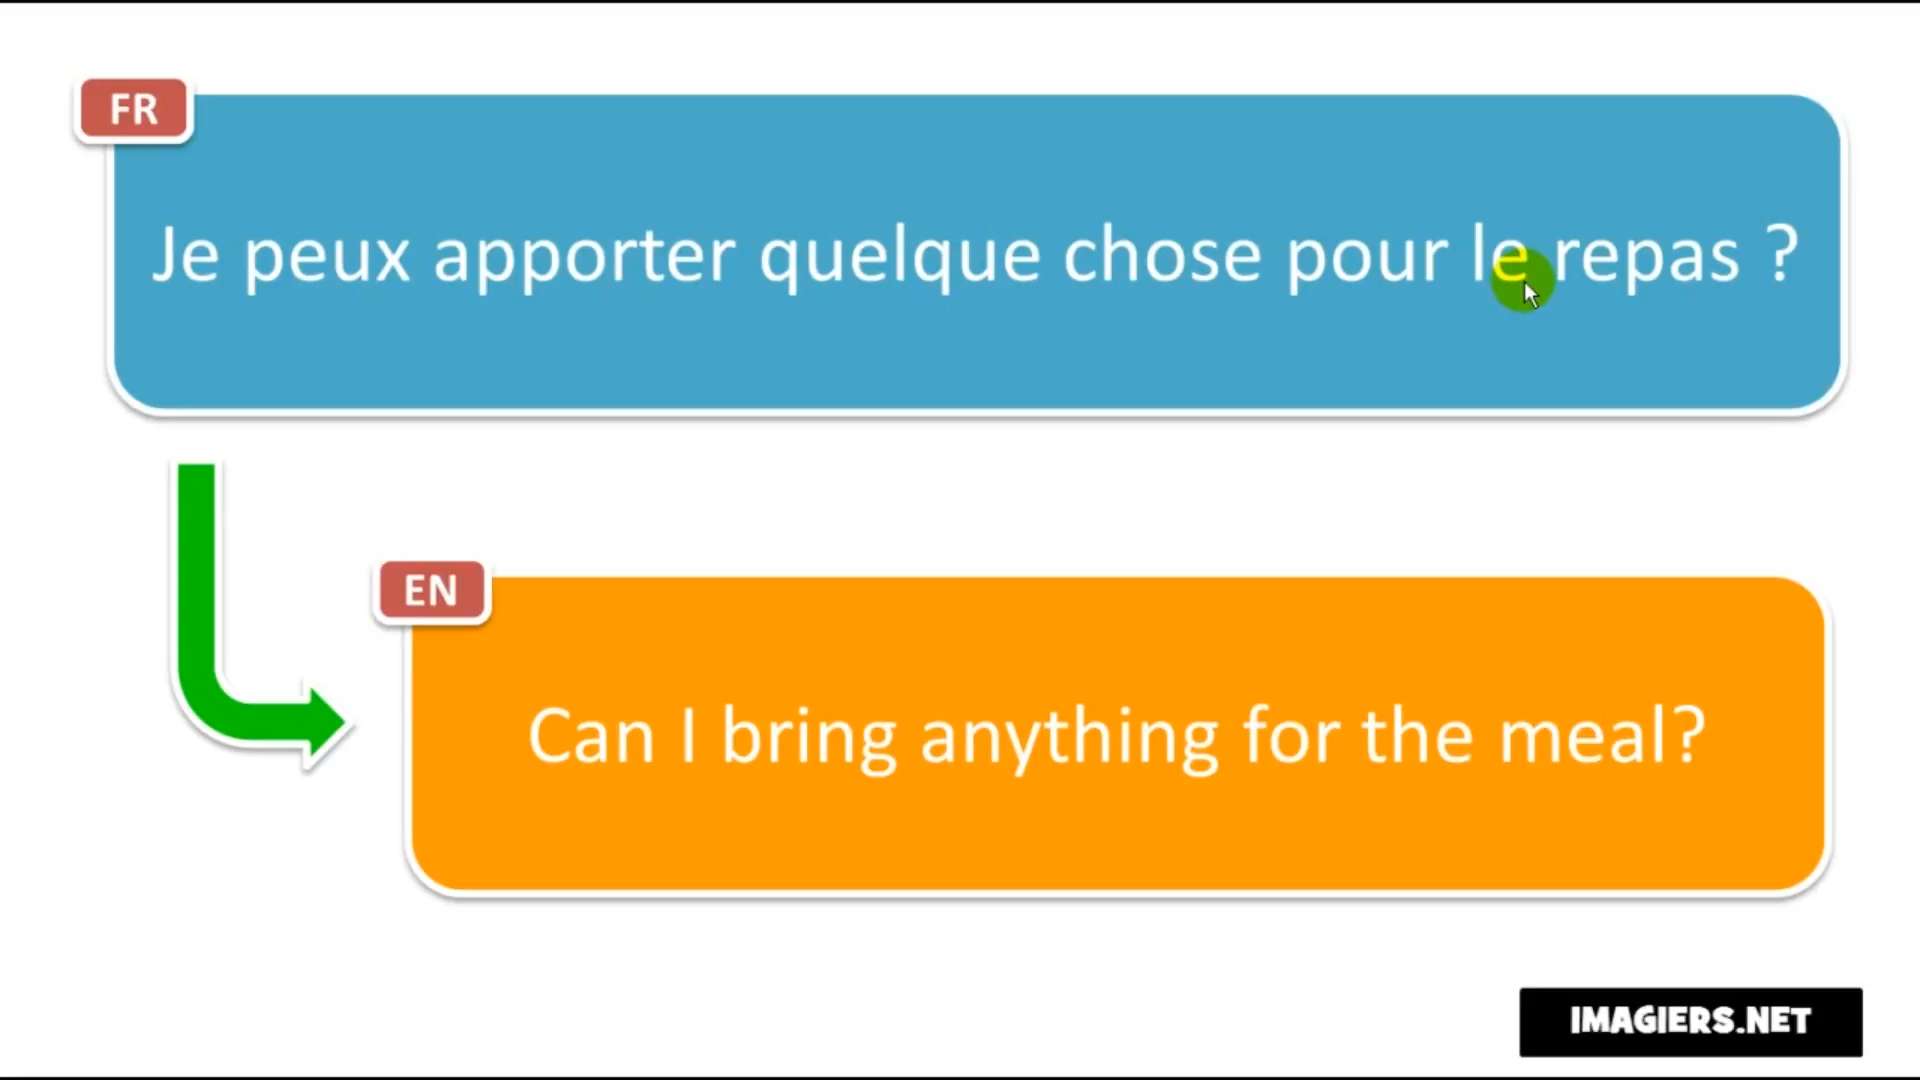 FR
Je peux apporter quelque chose pour le repas ?
EN
Can I bring anything for the meal?
IMAGIERS.NET